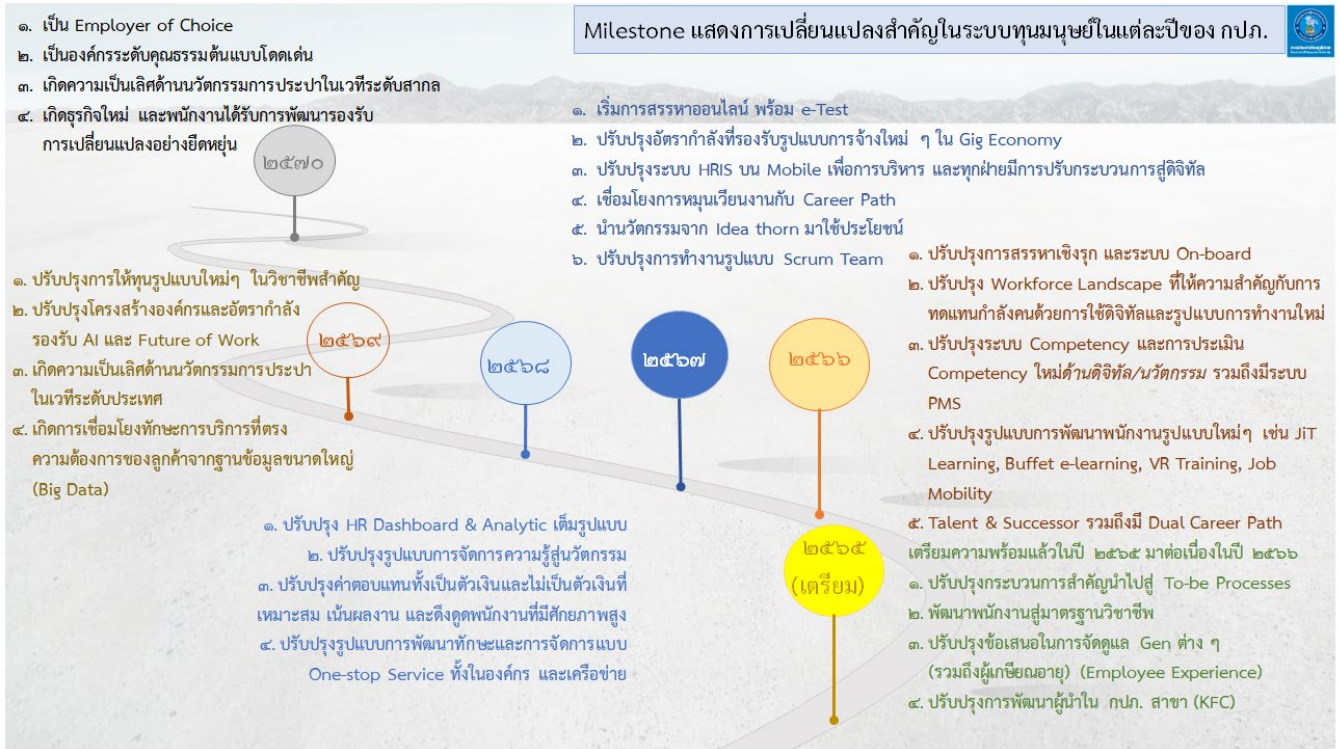 Milestone แสดงการเปลี่ยนแปลงสำคัญในระบบทุนมนุษย์ในแต่ละปีของ กปภ.
๑. เป็น Employer of Choice
๒. เป็นองค์กรระดับคุณธรรมต้นแบบโดดเด่น
๓. เกิดความเป็นเลิศด้านนวัตกรรมการประปาในเวทีระดับสากล
๔. เกิดธุรกิจใหม่ และพนักงานได้รับการพัฒนารองรับ
การเปลี่ยนแปลงอย่างยืดหยุ่น
๒๕๗๐
๑. เริ่มการสรรหาออนไลน์ พร้อม e-Test
๒. ปรับปรุงอัตรากำลังที่รองรับรูปแบบการจ้างใหม่ ๆ ใน Gig Economy
๓. ปรับปรุงระบบ HRIS บน Mobile เพื่อการบริหาร และทุกฝ่ายมีการปรับกระบวนการสู่ดิจิทัล
๔. เชื่อมโยงการหมุนเวียนงานกับ Career Path
๕. นำนวัตกรรมจาก Idea thorn มาใช้ประโยชน์
๖. ปรับปรุงการทำงานรูปแบบ Scrum Team
๑. ปรับปรุงการให้ทุนรูปแบบใหม่ๆ ในวิชาชีพสำคัญ
๒. ปรับปรุงโครงสร้างองค์กรและอัตรากำลัง
รองรับ AI และ Future of Work
๓. เกิดความเป็นเลิศด้านนวัตกรรมการประปา
ในเวทีระดับประเทศ
๔. เกิดการเชื่อมโยงทักษะการบริการที่ตรง
ความต้องการของลูกค้าจากฐานข้อมูลขนาดใหญ่
(Big Data)
๒๕๖๙
๒๕๖๘
๒๕๖๗
๒๕๖๖
๑. ปรับปรุงการสรรหาเชิงรุก และระบบ On-board
๒. ปรับปรุง Workforce Landscape ที่ให้ความสำคัญกับการ
ทดแทนกำลังคนด้วยการใช้ดิจิทัลและรูปแบบการทำงานใหม่
๓. ปรับปรุงระบบ Competency และการประเมิน
Competency ใหม่ด้านดิจิทัล/นวัตกรรม รวมถึงมีระบบ
PMS
๔. ปรับปรุงรูปแบบการพัฒนาพนักงานรูปแบบใหม่ๆ เช่น JiT
Learning, Buffet e-learning, VR Training, Job
Mobility
๕. Talent & Successor รวมถึงมี Dual Career Path
๑. ปรับปรุง HR Dashboard & Analytic เต็มรูปแบบ
๒. ปรับปรุงรูปแบบการจัดการความรู้สู่นวัตกรรม
๓. ปรับปรุงค่าตอบแทนทั้งเป็นตัวเงินและไม่เป็นตัวเงินที่
เหมาะสม เน้นผลงาน และดึงดูดพนักงานที่มีศักยภาพสูง
๔. ปรับปรุงรูปแบบการพัฒนาทักษะและการจัดการแบบ
One-stop Service ทั้งในองค์กร และเครือข่าย
๒๕๖๕
(เตรียม)
เตรียมความพร้อมแล้วในปี ๒๕๖๕ มาต่อเนื่องในปี ๒๕๖๖
๑. ปรับปรุงกระบวนการสำคัญนำไปสู่ To-be Processes
๒. พัฒนาพนักงานสู่มาตรฐานวิชาชีพ
๓. ปรับปรุงข้อเสนอในการจัดดูแล Gen ต่าง ๆ
(รวมถึงผู้เกษียณอายุ) (Employee Experience)
๔. ปรับปรุงการพัฒนาผู้นำใน กปภ. สาขา (KFC)